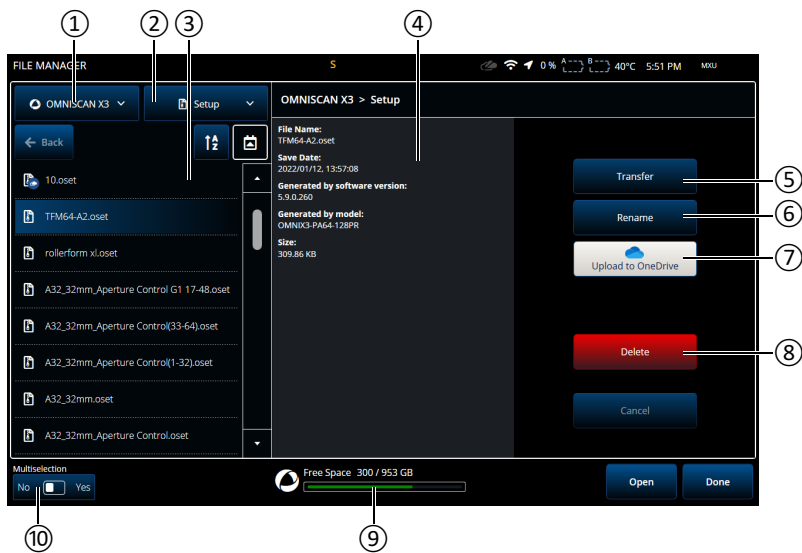 ① ② ③ ④
FILE MANAGER S 0 % A B 40°C 5:51 PM MXU
OMNISCAN X3 Setup OMNISCAN X3 > Setup
Back
File Name:
TFM64-A2.oset
Save Date:
2022/01/12, 13:57:08
Generated by software version:
5.9.0.260
Generated by model:
OMNIX3-PA64-128PR
Size:
309.86 KB
10.oset
TFM64-A2.oset
rollerform xl.oset
A32_32mm_Aperture Control G1 17-48.oset
A32_32mm_Aperture Control(33-64).oset
A32_32mm_Aperture Control(1-32).oset
A32_32mm.oset
A32_32mm_Aperture Control.oset
Transfer ⑤
Rename ⑥
Upload to OneDrive ⑦
Delete ⑧
Cancel
Multiselection
No Yes
Free Space 300 / 953 GB
Open Done
⑩ ⑨